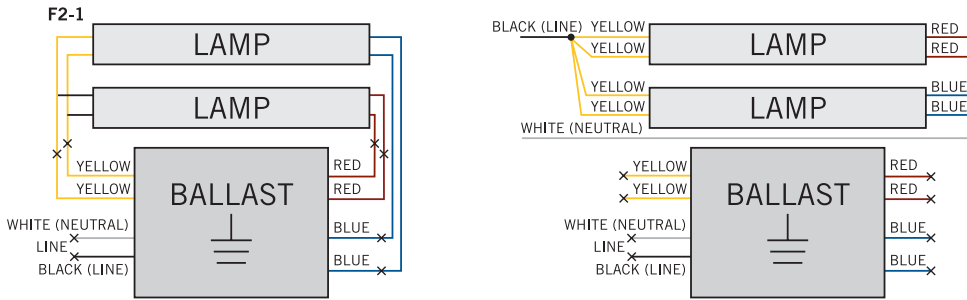 F2-1
LAMP
LAMP
YELLOW
YELLOW
WHITE (NEUTRAL)
LINE
BLACK (LINE)
BALLAST
RED
RED
BLUE
BLUE
BLACK (LINE)
YELLOW
YELLOW
LAMP
RED
RED
YELLOW
YELLOW
LAMP
BLUE
BLUE
WHITE (NEUTRAL)
YELLOW
YELLOW
WHITE (NEUTRAL)
LINE
BLACK (LINE)
BALLAST
RED
RED
BLUE
BLUE